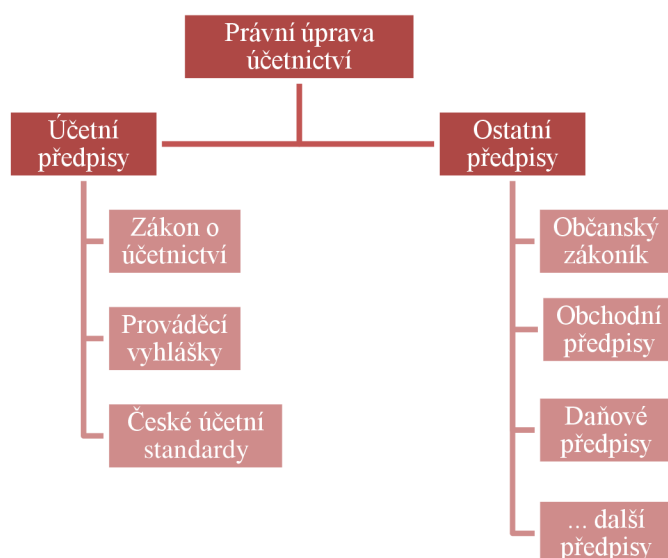 Právní úprava
účetnictví
Účetní
předpisy
Zákon o
účetnictví
Prováděcí
vyhlášky
České účetní
standardy
Ostatní
předpisy
Občanský
zákoník
Obchodní
předpisy
Daňové
předpisy
... další
předpisy